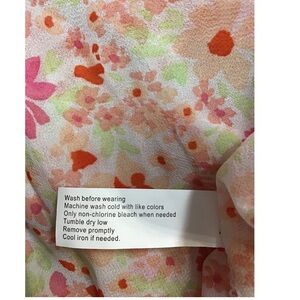 Wash before wearing
Machine wash cold with like colors
Only non-chlorine bleach when needed
Tumble dry low
Remove promptly
Cool iron if needed.